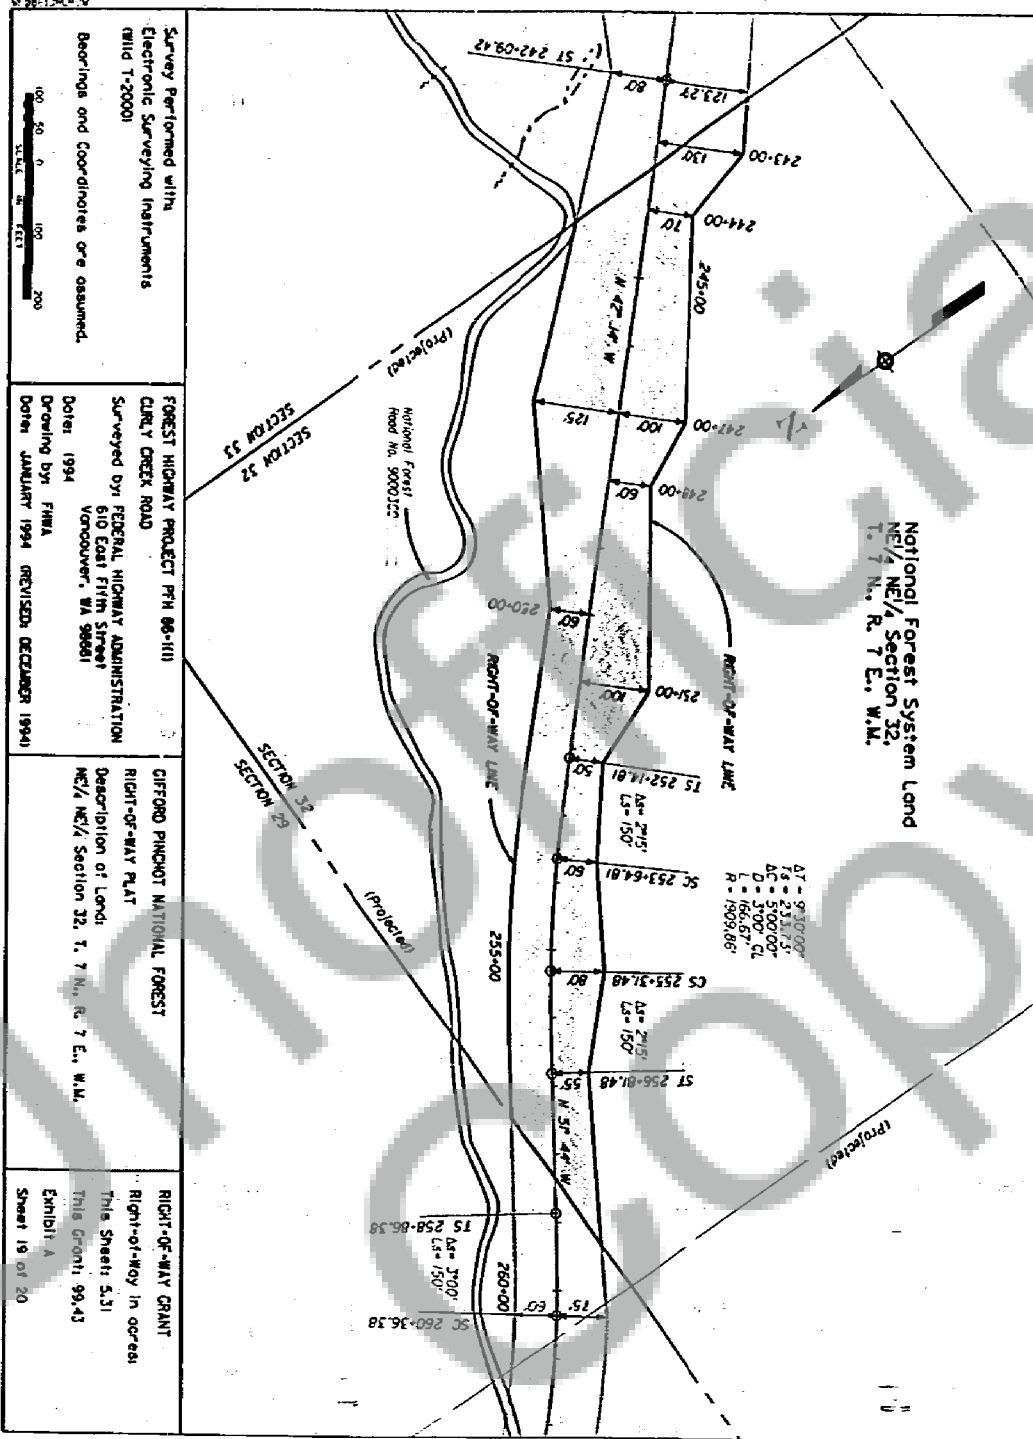 National Forest System Land
NE1/4 NE1/4 Section 32,
T. 7 N., R. 7 E., W.M.
ST 242+09.42
80'
123.27'
243+00
130'
244+00
70'
245+00
N 42° 14' W
247+00
100'
125'
248+00
60'
250+00
60'
251+00
100'
RIGHT-OF-WAY LINE
RIGHT-OF-WAY LINE
TS 252+14.81
50'
Δs= 2°15'
Ls= 150'
SC 253+64.81
60'
ΔT = 9°30'00"
Ts = 233.75'
ΔC = 5°00'00"
D = 3°00' CL
L = 166.67'
R = 1909.86'
255+00
CS 255+31.48
80'
Δs= 2°15'
Ls= 150'
ST 256+81.48
55'
N 51° 44' W
TS 258+86.38
Δs= 3°00'
Ls= 150'
260+00
SC 260+36.38
60'
75'
(Projected)
(Projected)
(Projected)
SECTION 33
SECTION 32
SECTION 32
SECTION 29
National Forest
Road No.
Survey Performed with:
Electronic Surveying Instruments
(Wild T-2000)
Bearings and Coordinates are assumed.
100 50 0 100 200
SCALE IN FEET
FOREST HIGHWAY PROJECT PFH
CURLY CREEK ROAD
Surveyed by: FEDERAL HIGHWAY ADMINISTRATION
610 East Fifth Street
Vancouver, WA 98661
Date: 1994
Drawing by: FHWA
Date: JANUARY 1994 (REVISED: DECEMBER 1994)
GIFFORD PINCHOT NATIONAL FOREST
RIGHT-OF-WAY PLAT
Description of Land:
NE1/4 NE1/4 Section 32, T. 7 N., R. 7 E., W.M.
RIGHT-OF-WAY GRANT
Right-of-Way in acres:
This Sheet: 5.31
This Grant: 99.43
Exhibit A
Sheet 19 of 20
Unofficial
Copy